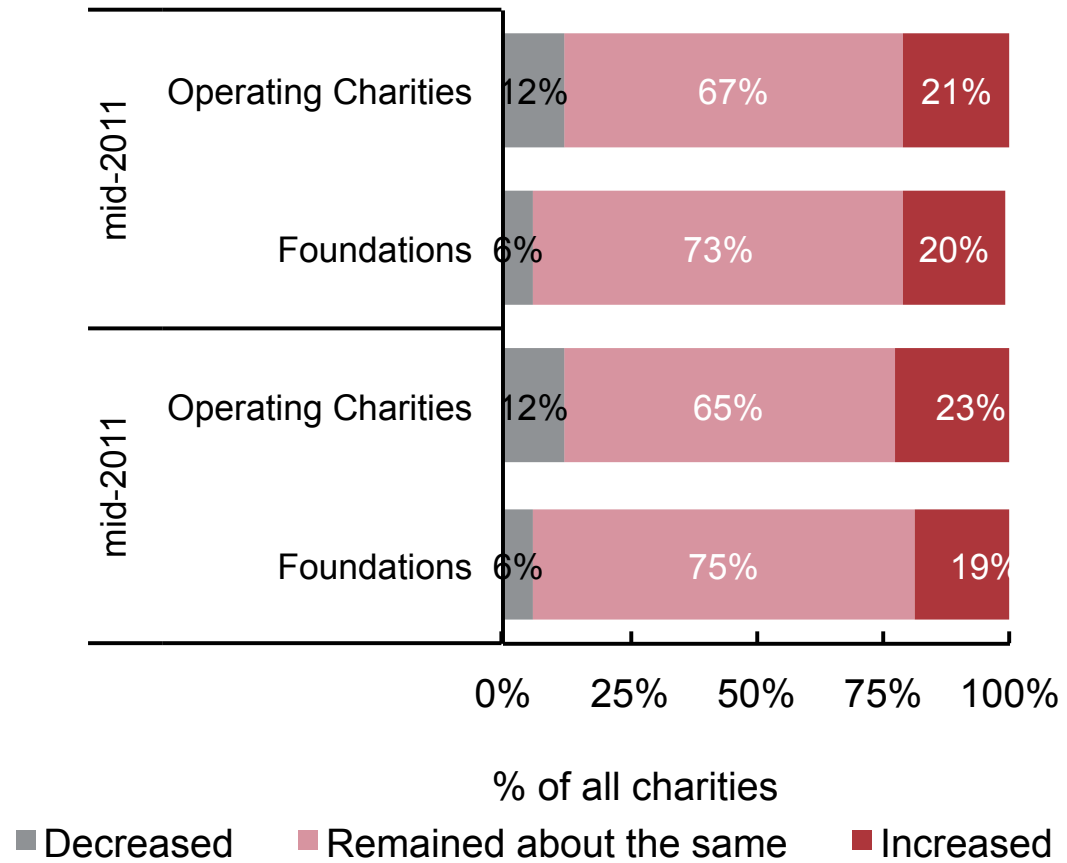 mid-2011
Operating Charities 12% 67% 21%
Foundations 6% 73% 20%
mid-2011
Operating Charities 12% 65% 23%
Foundations 6% 75% 19%
0% 25% 50% 75% 100%
% of all charities
Decreased Remained about the same Increased